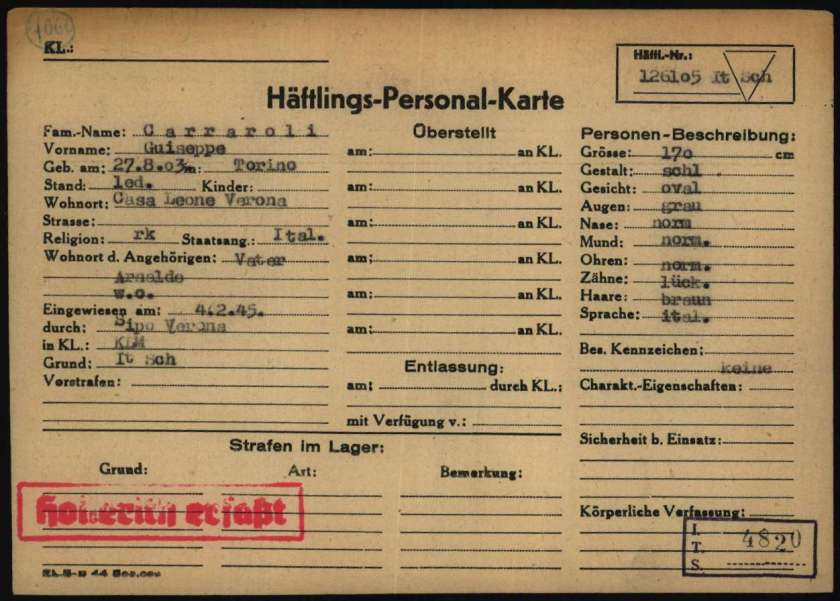 1060
KL.:
Häftl.-Nr.:
126105 It Sch
Häftlings-Personal-Karte
Fam.-Name: Carraroli
Vorname: Guiseppe
Geb. am: 27.8.03 in: Torino
Stand: led. Kinder:
Wohnort: Casa Leone Verona
Strasse:
Religion: rk Staatsang.: Ital.
Wohnort d. Angehörigen: Vater
Arnaldo
w.o.
Eingewiesen am: 4.2.45.
durch: Sipo Verona
in KL.: KLM
Grund: It Sch
Vorstrafen:
Überstellt
am: an KL.
am: an KL.
am: an KL.
am: an KL.
am: an KL.
am: an KL.
Entlassung:
am: durch KL.:
mit Verfügung v.:
Personen-Beschreibung:
Grösse: 170 cm
Gestalt: schl
Gesicht: oval
Augen: grau
Nase: norm
Mund: norm.
Ohren: norm.
Zähne: lück.
Haare: braun
Sprache: ital.
Bes. Kennzeichen:
keine
Charakt.-Eigenschaften:
Sicherheit b. Einsatz:
Körperliche Verfassung:
Strafen im Lager:
Grund: Art: Bemerkung:
Hollerith erfaßt
I.
T. 4820
S.